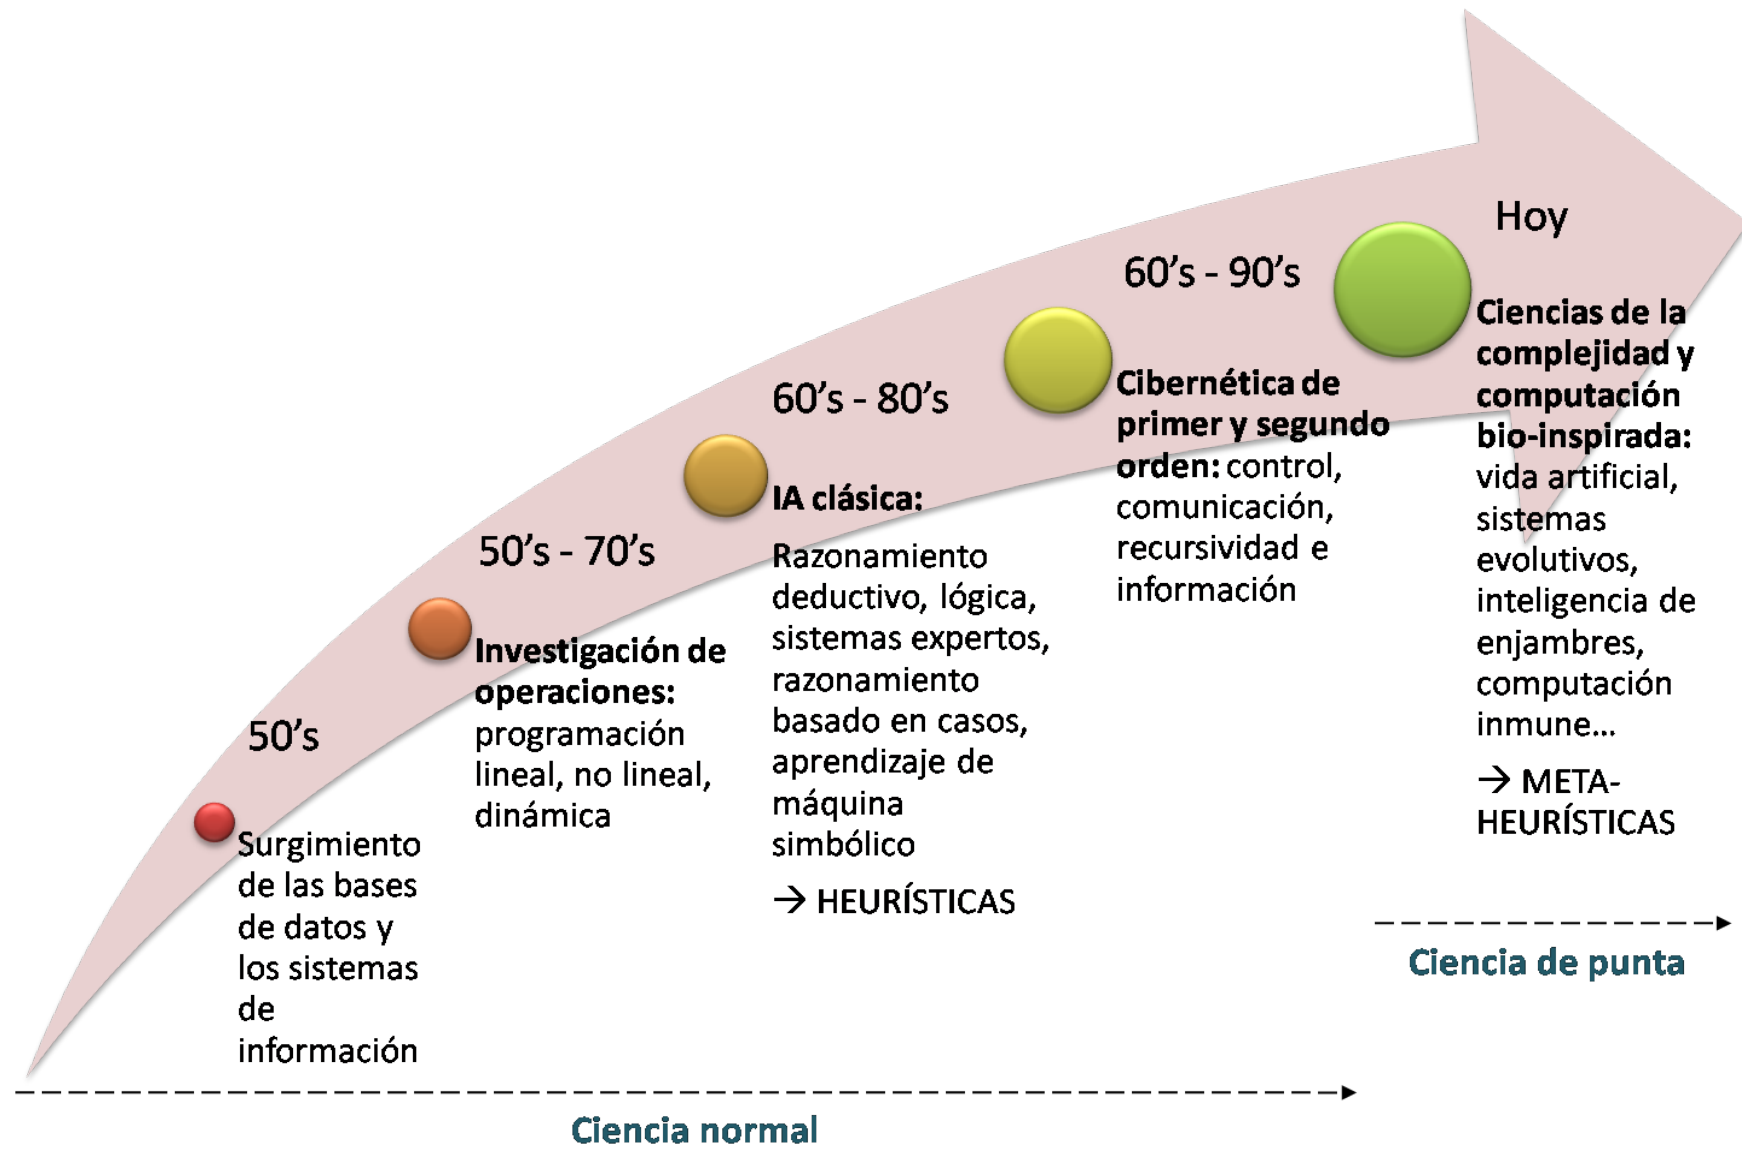 50’s
Surgimiento
de las bases
de datos y
los sistemas
de
información
50’s - 70’s
Investigación de
operaciones:
programación
lineal, no lineal,
dinámica
60’s - 80’s
IA clásica:
Razonamiento
deductivo, lógica,
sistemas expertos,
razonamiento
basado en casos,
aprendizaje de
máquina
simbólico
→ HEURÍSTICAS
60’s - 90’s
Cibernética de
primer y segundo
orden: control,
comunicación,
recursividad e
información
Hoy
Ciencias de la
complejidad y
computación
bio-inspirada:
vida artificial,
sistemas
evolutivos,
inteligencia de
enjambres,
computación
inmune...
→ META-
HEURÍSTICAS
Ciencia de punta
Ciencia normal